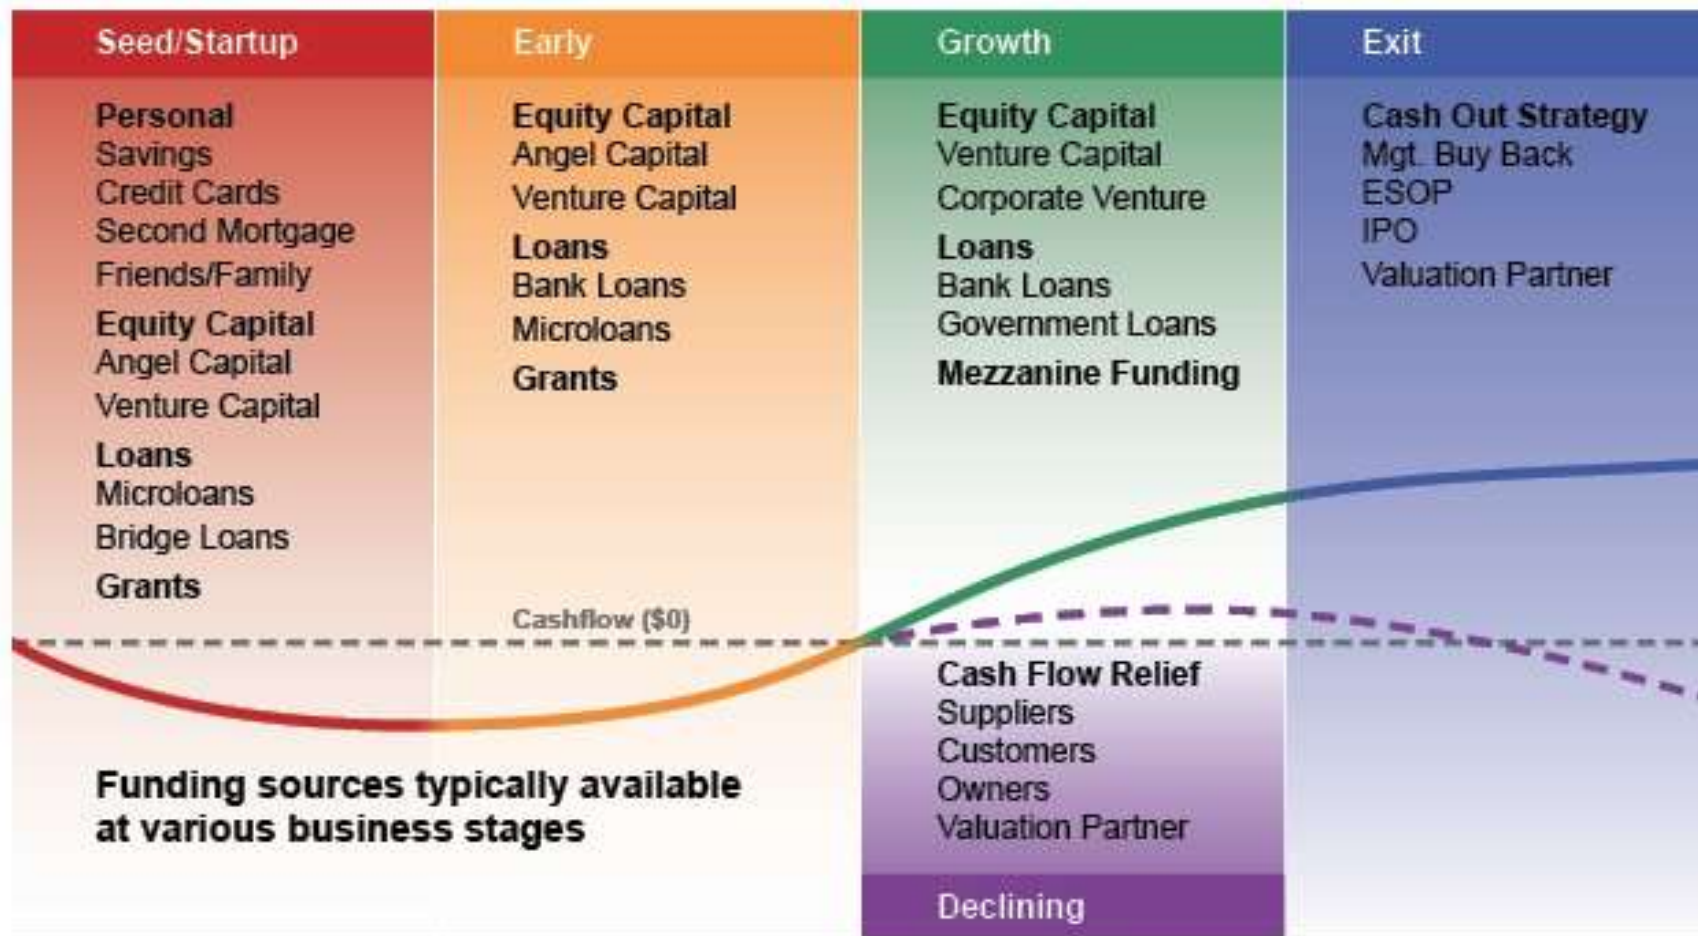 Seed/Startup
Personal
Savings
Credit Cards
Second Mortgage
Friends/Family
Equity Capital
Angel Capital
Venture Capital
Loans
Microloans
Bridge Loans
Grants
Early
Equity Capital
Angel Capital
Venture Capital
Loans
Bank Loans
Microloans
Grants
Cashflow ($0)
Growth
Equity Capital
Venture Capital
Corporate Venture
Loans
Bank Loans
Government Loans
Mezzanine Funding
Cash Flow Relief
Suppliers
Customers
Owners
Valuation Partner
Declining
Exit
Cash Out Strategy
Mgt. Buy Back
ESOP
IPO
Valuation Partner
Funding sources typically available
at various business stages